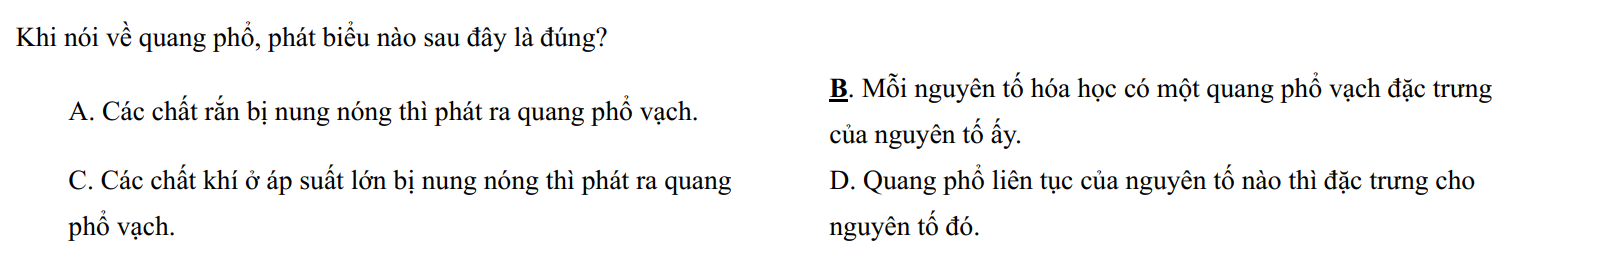 Khi nói về quang phổ, phát biểu nào sau đây là đúng?
A. Các chất rắn bị nung nóng thì phát ra quang phổ vạch.
B. Mỗi nguyên tố hóa học có một quang phổ vạch đặc trưng
của nguyên tố ấy.
C. Các chất khí ở áp suất lớn bị nung nóng thì phát ra quang
phổ vạch.
D. Quang phổ liên tục của nguyên tố nào thì đặc trưng cho
nguyên tố đó.